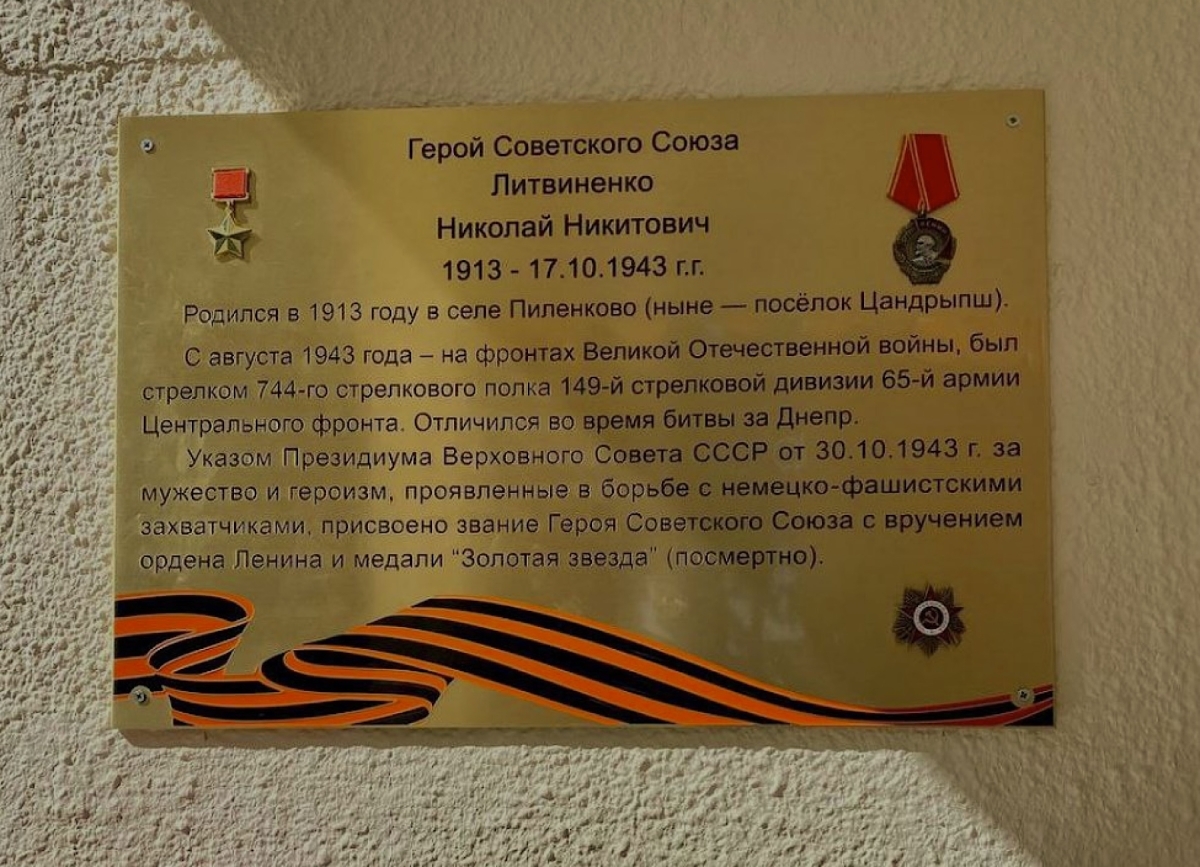 Герой Советского Союза
Литвиненко
Николай Никитович
1913 - 17.10.1943 г.г.
Родился в 1913 году в селе Пиленково (ныне — посёлок Цандрыпш).
С августа 1943 года – на фронтах Великой Отечественной войны, был
стрелком 744-го стрелкового полка 149-й стрелковой дивизии 65-й армии
Центрального фронта. Отличился во время битвы за Днепр.
Указом Президиума Верховного Совета СССР от 30.10.1943 г. за
мужество и героизм, проявленные в борьбе с немецко-фашистскими
захватчиками, присвоено звание Героя Советского Союза с вручением
ордена Ленина и медали “Золотая звезда” (посмертно).